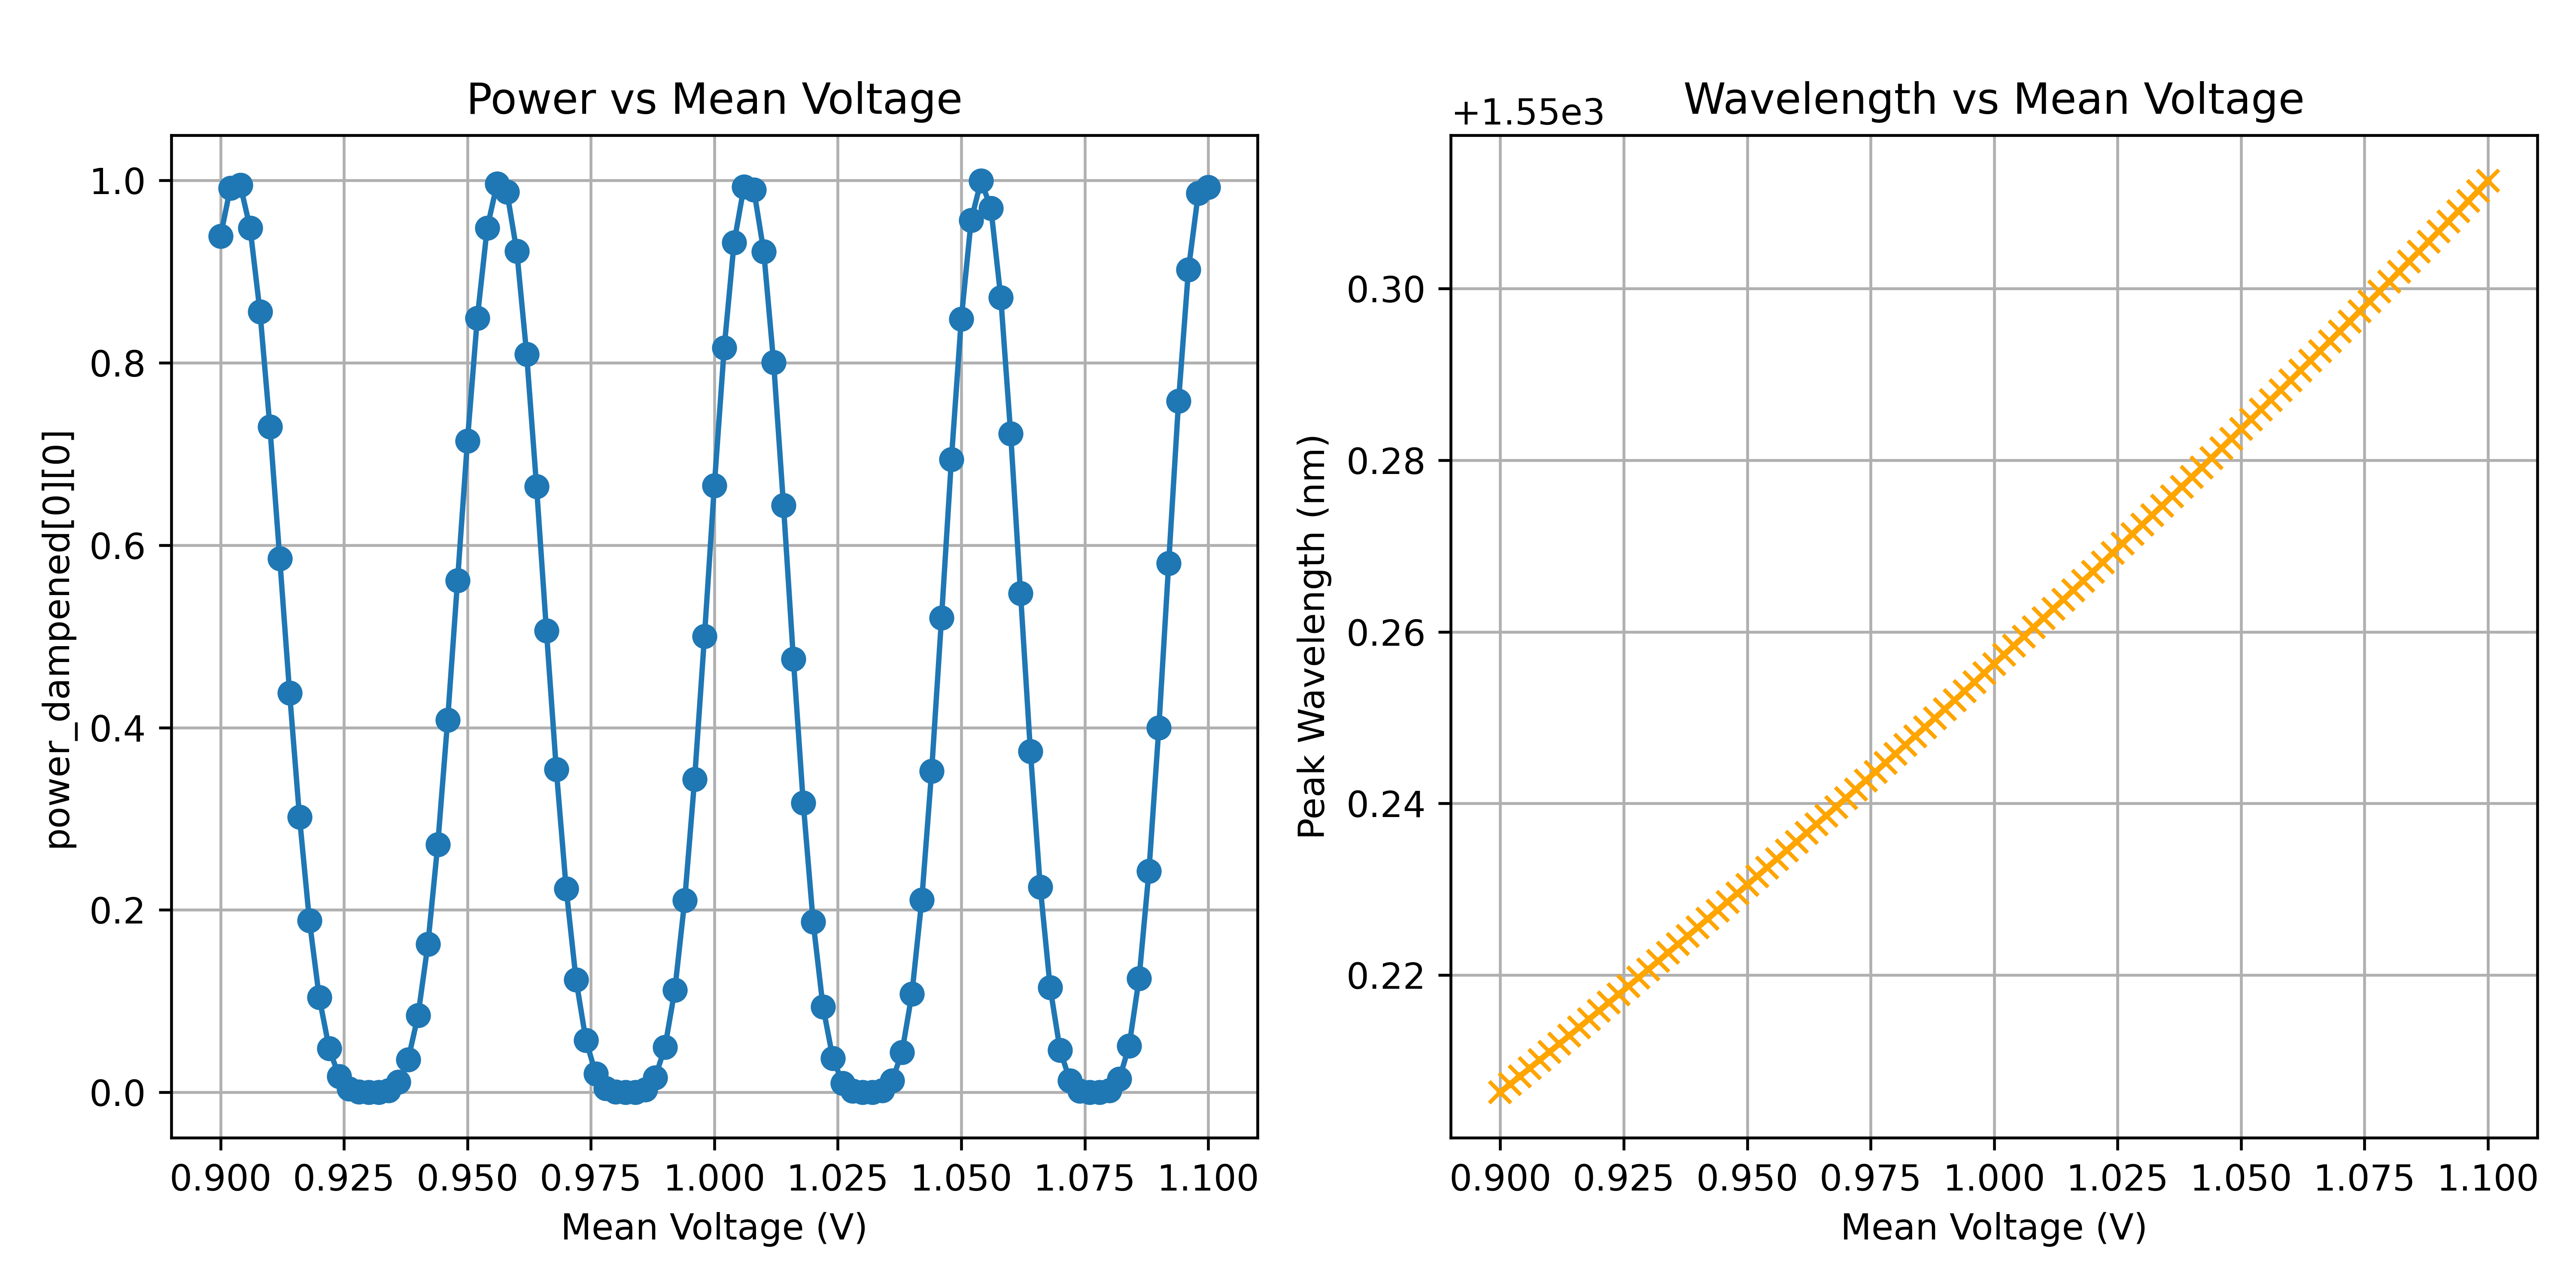 Power vs Mean Voltage
power_dampened[0][0]
1.0
0.8
0.6
0.4
0.2
0.0
0.900 0.925 0.950 0.975 1.000 1.025 1.050 1.075 1.100
Mean Voltage (V)
Wavelength vs Mean Voltage
+1.55e3
Peak Wavelength (nm)
0.30
0.28
0.26
0.24
0.22
0.900 0.925 0.950 0.975 1.000 1.025 1.050 1.075 1.100
Mean Voltage (V)